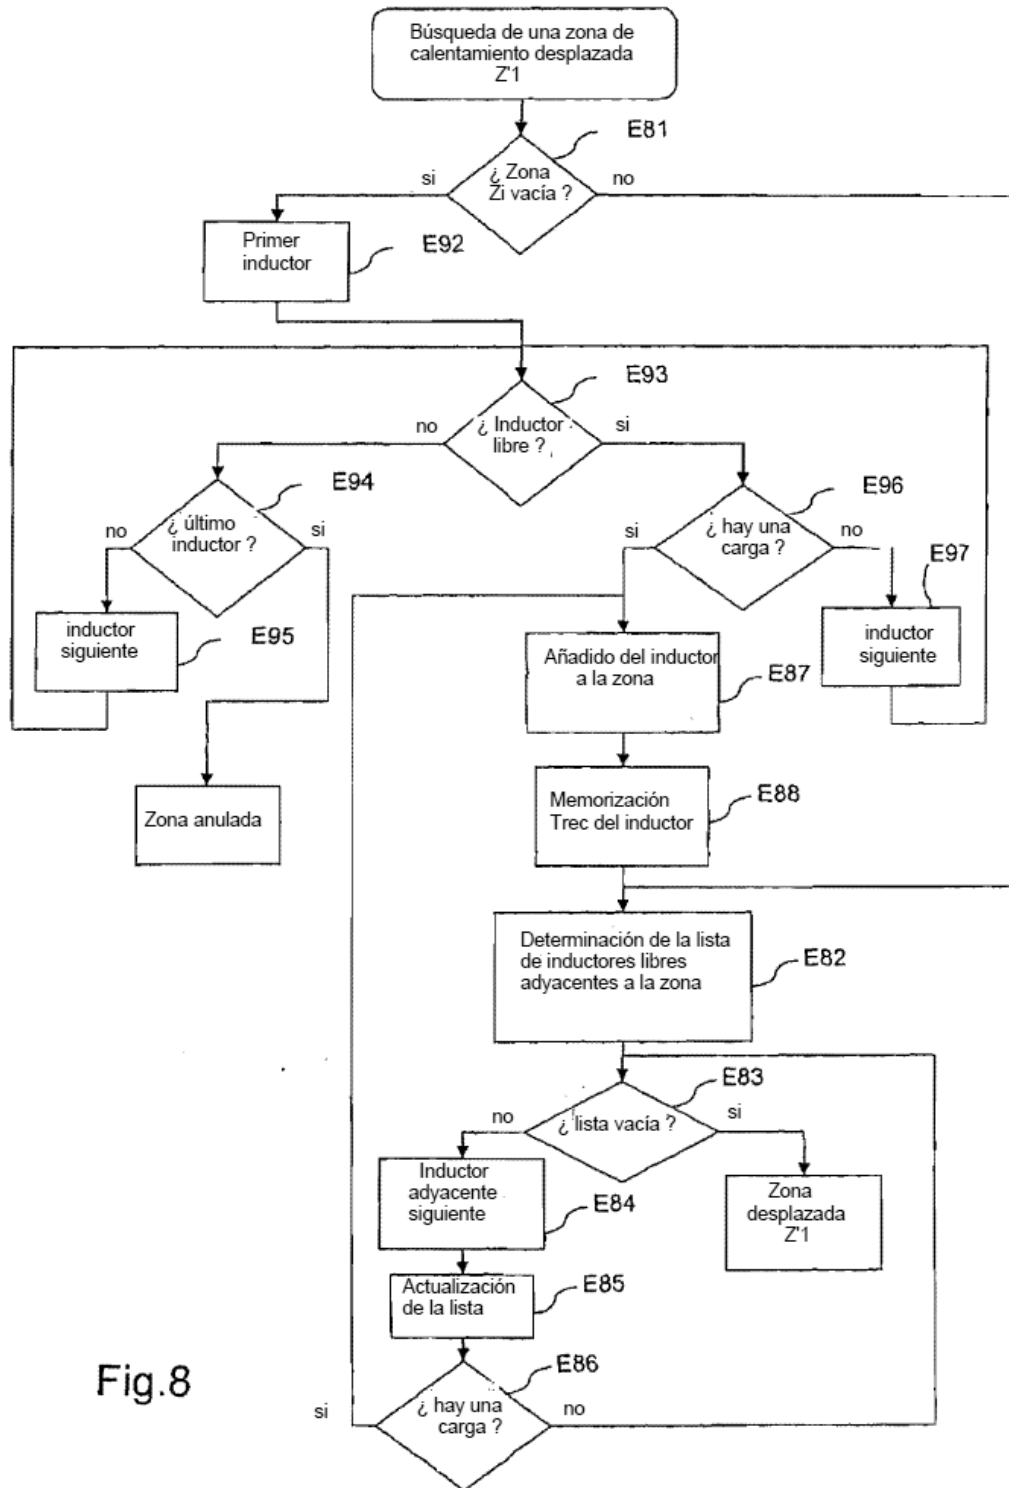 Búsqueda de una zona de
calentamiento desplazada
Z'1
E81
¿ Zona
Zi vacía ?
si
no
E92
Primer
inductor
E93
¿ Inductor
libre ?
no
si
E94
¿ último
inductor ?
no
si
E96
¿ hay una
carga ?
si
no
E97
inductor
siguiente
E95
inductor
siguiente
Añadido del inductor
a la zona
E87
Memorización
Trec del inductor
E88
Zona anulada
Determinación de la lista
de inductores libres
adyacentes a la zona
E82
E83
¿ lista vacía ?
no
si
Inductor
adyacente
siguiente
E84
Zona
desplazada
Z'1
Actualización
de la lista
E85
E86
¿ hay una
carga ?
si
no
Fig.8